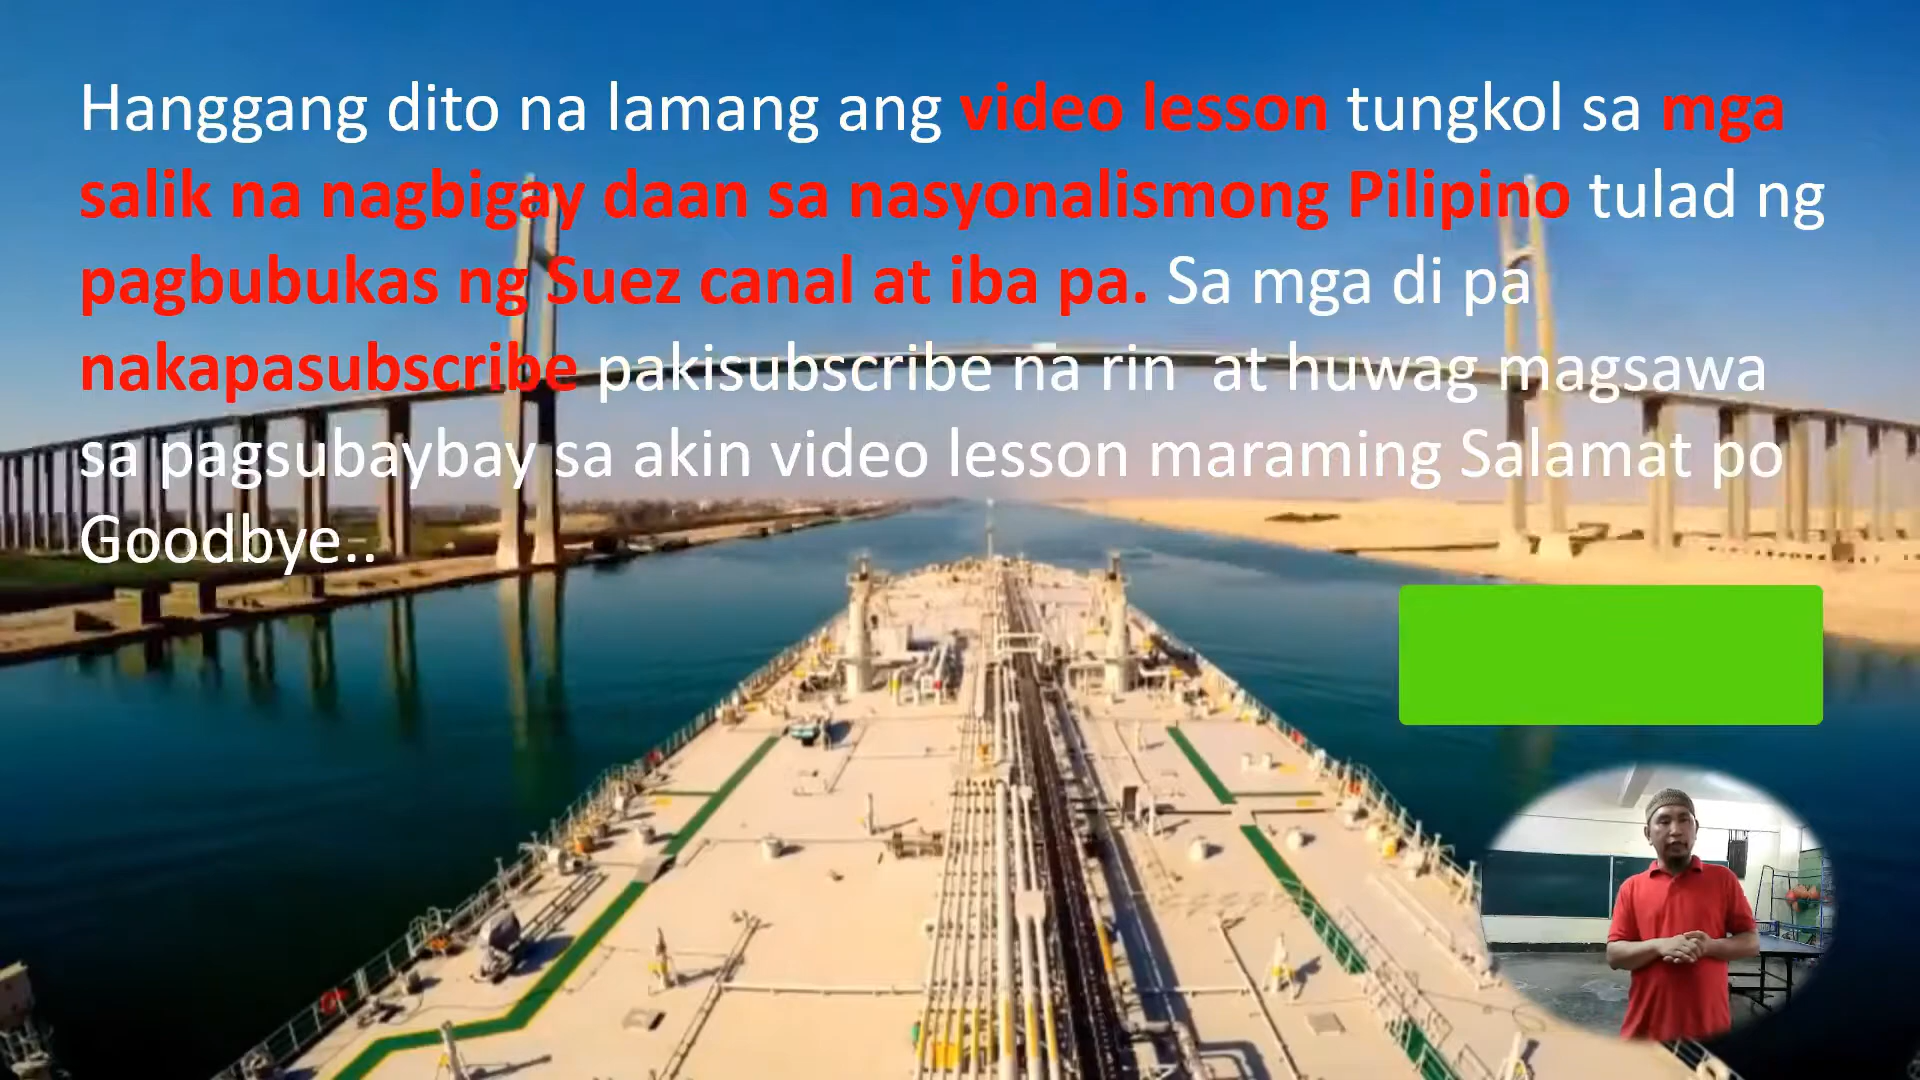 Hanggang dito na lamang ang video lesson tungkol sa mga
salik na nagbigay daan sa nasyonalismong Pilipino tulad ng
pagbubukas ng Suez canal at iba pa. Sa mga di pa
nakapasubscribe pakisubscribe na rin at huwag magsawa
sa pagsubaybay sa akin video lesson maraming Salamat po
Goodbye..